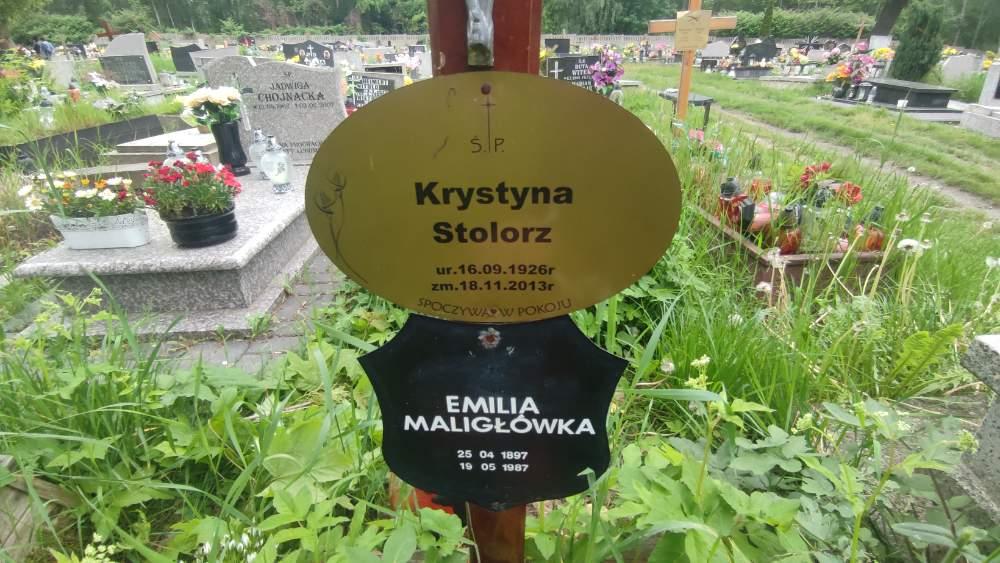 Ś.P.
Krystyna
Stolorz
ur.16.09.1926r
zm.18.11.2013r
SPOCZYWAJ W POKOJU
EMILIA
MALIGŁÓWKA
25 04 1897
19 05 1987
ŚP.
JADWIGA
CHOJNACKA